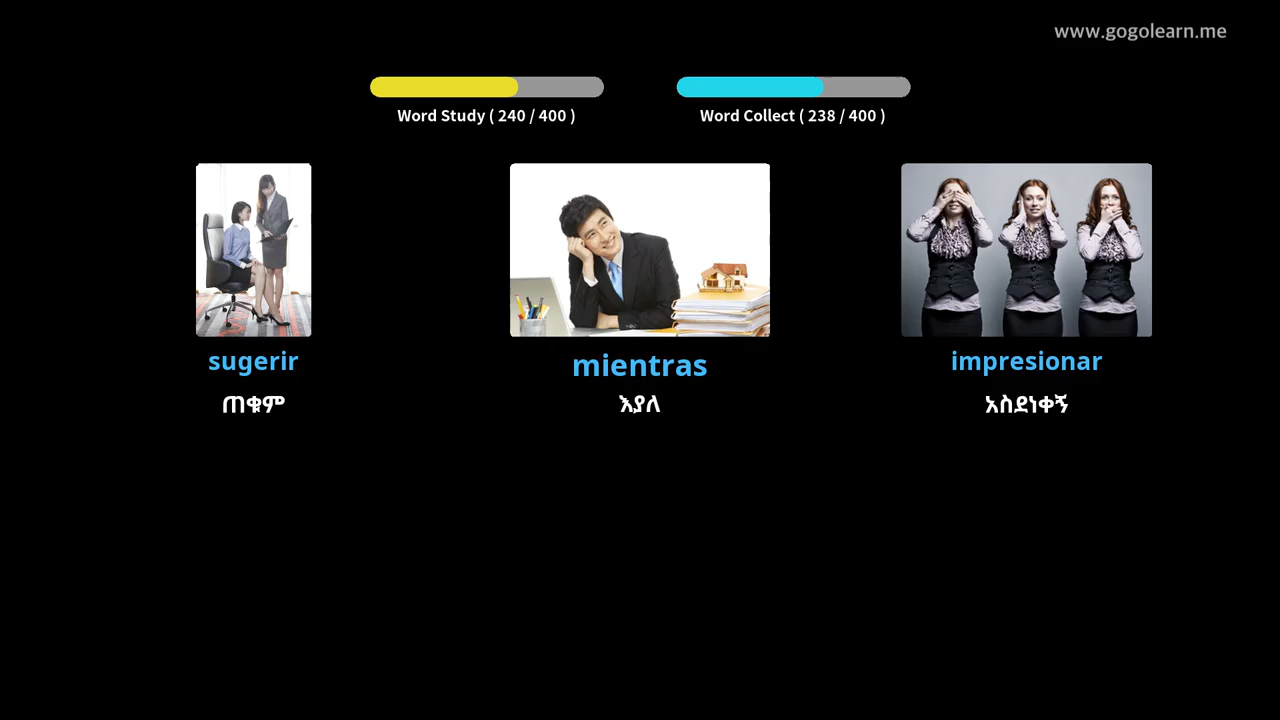 www.gogolearn.me
Word Study ( 240 / 400 )
Word Collect ( 238 / 400 )
sugerir
mientras
impresionar
ጠቁም
እያለ
አስደነቀኝ